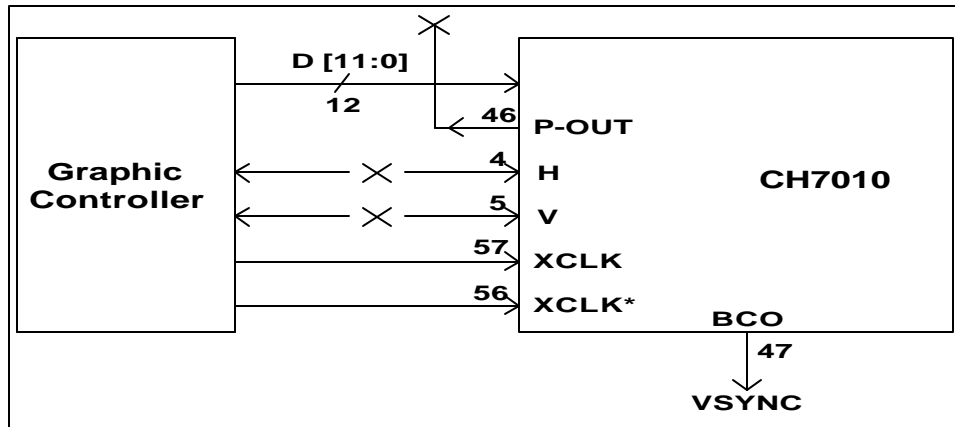 D [11:0]
12
46
P-OUT
Graphic
Controller
4
H
CH7010
5
V
57
XCLK
56
XCLK*
BCO
47
VSYNC